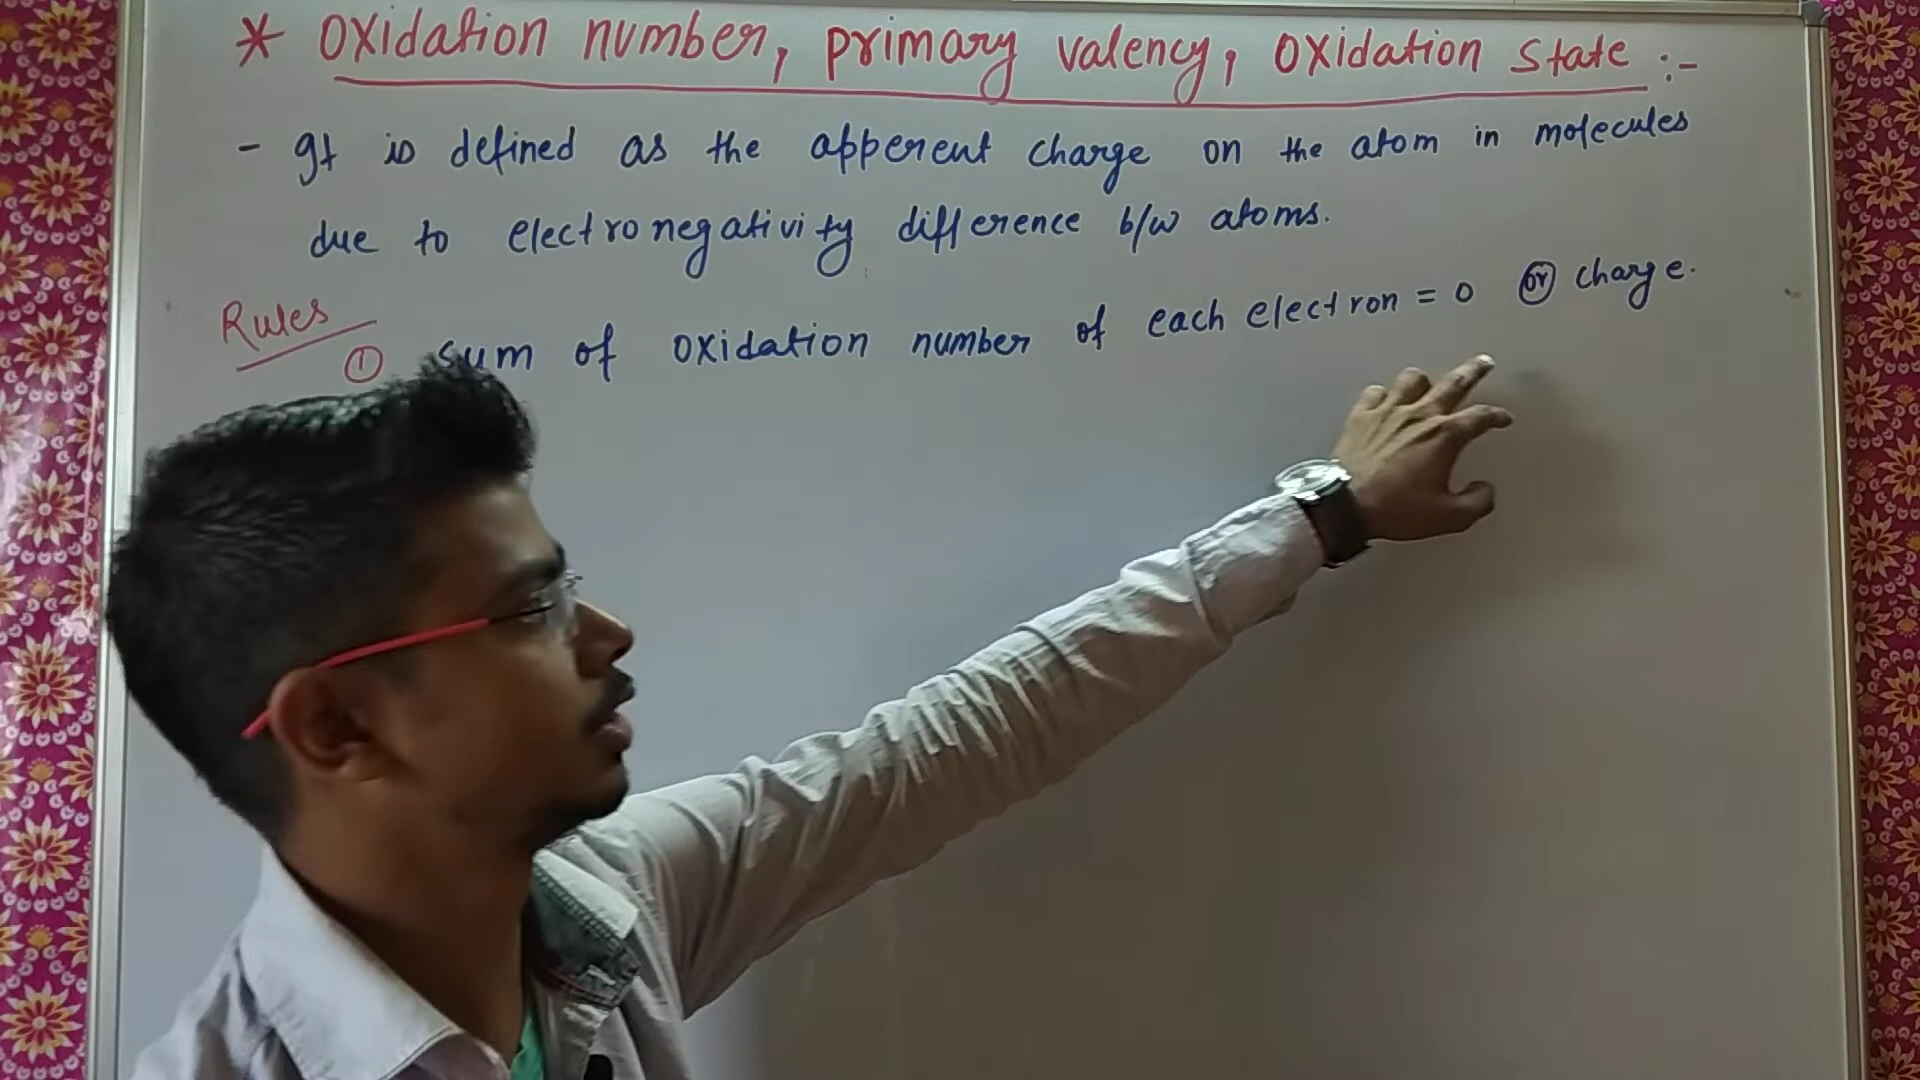 * Oxidation number, primary valency, Oxidation State :-
- It is defined as the apperent charge on the atom in molecules
due to electronegativity difference b/w atoms.
Rules
① sum of oxidation number of each electron = 0 or charge.